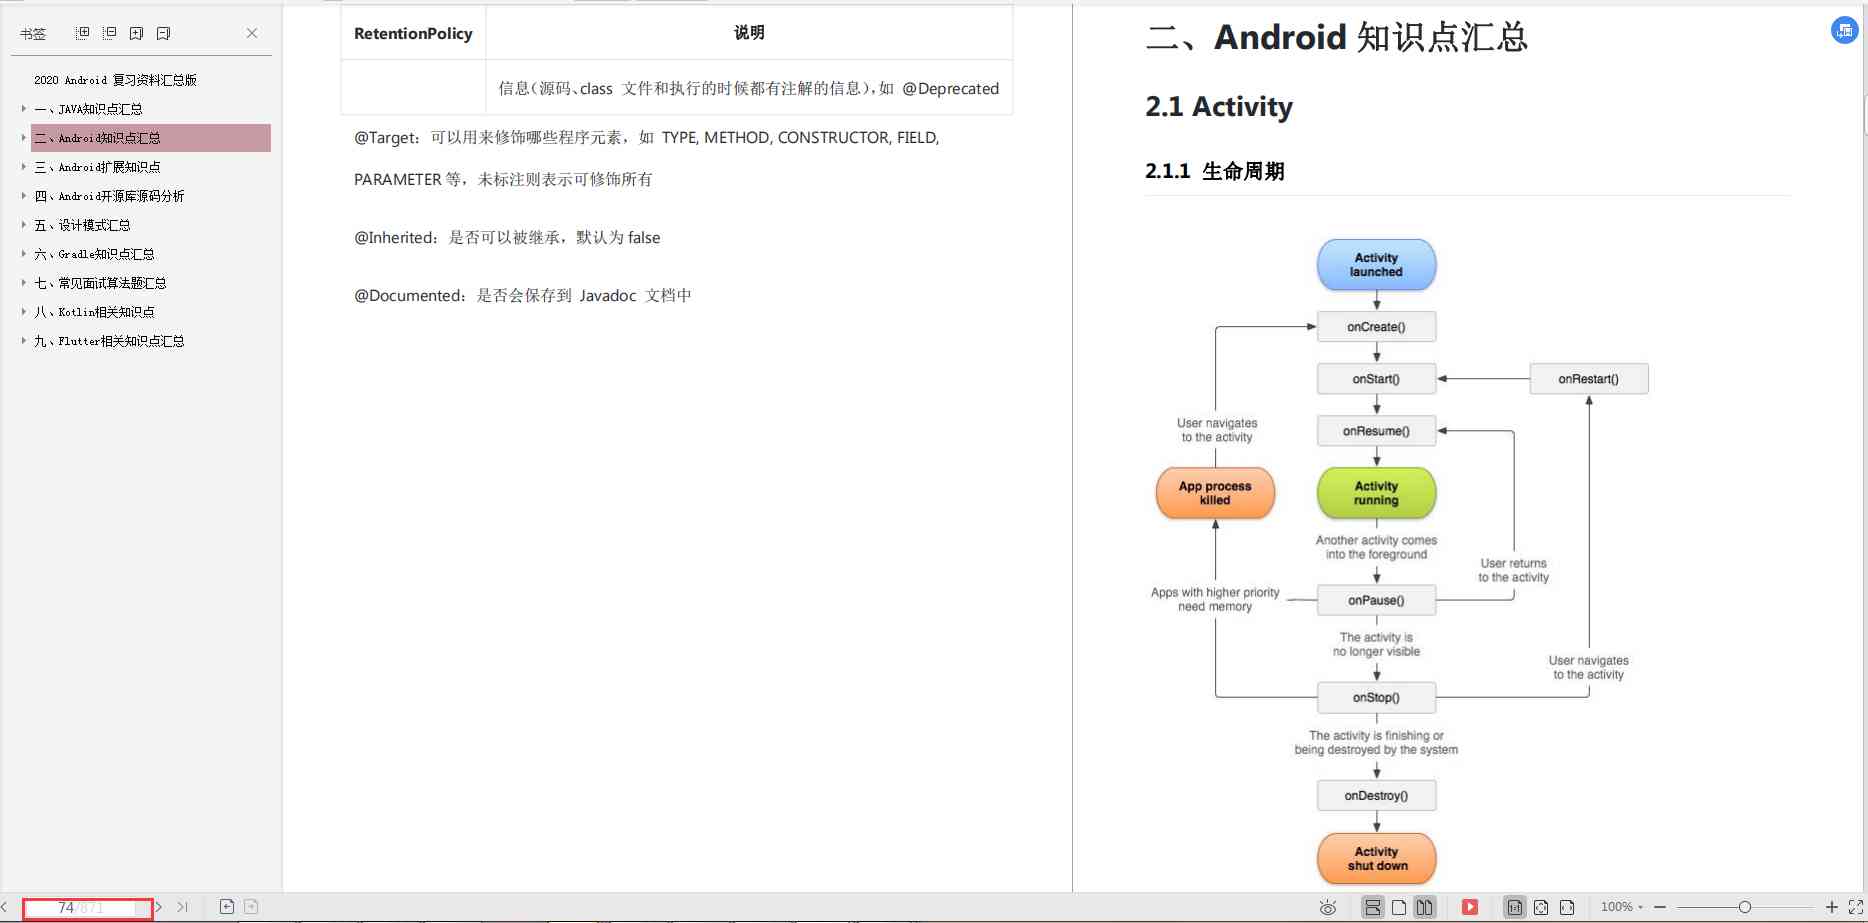 书签
2020 Android 复习资料汇总版
一、JAVA知识点汇总
二、Android知识点汇总
三、Android扩展知识点
四、Android开源库源码分析
五、设计模式汇总
六、Gradle知识点汇总
七、常见面试算法题汇总
八、Kotlin相关知识点
九、Flutter相关知识点汇总
RetentionPolicy 说明
信息（源码、class 文件和执行的时候都有注解的信息），如 @Deprecated
@Target：可以用来修饰哪些程序元素，如 TYPE, METHOD, CONSTRUCTOR, FIELD,
PARAMETER 等，未标注则表示可修饰所有
@Inherited：是否可以被继承，默认为 false
@Documented：是否会保存到 Javadoc 文档中
二、Android 知识点汇总
2.1 Activity
2.1.1 生命周期
Activity
launched
onCreate()
onStart()
onRestart()
onResume()
User navigates
to the activity
App process
killed
Activity
running
Another activity comes
into the foreground
User returns
to the activity
Apps with higher priority
need memory
onPause()
The activity is
no longer visible
User navigates
to the activity
onStop()
The activity is finishing or
being destroyed by the system
onDestroy()
Activity
shut down
74/871
1:1
100%